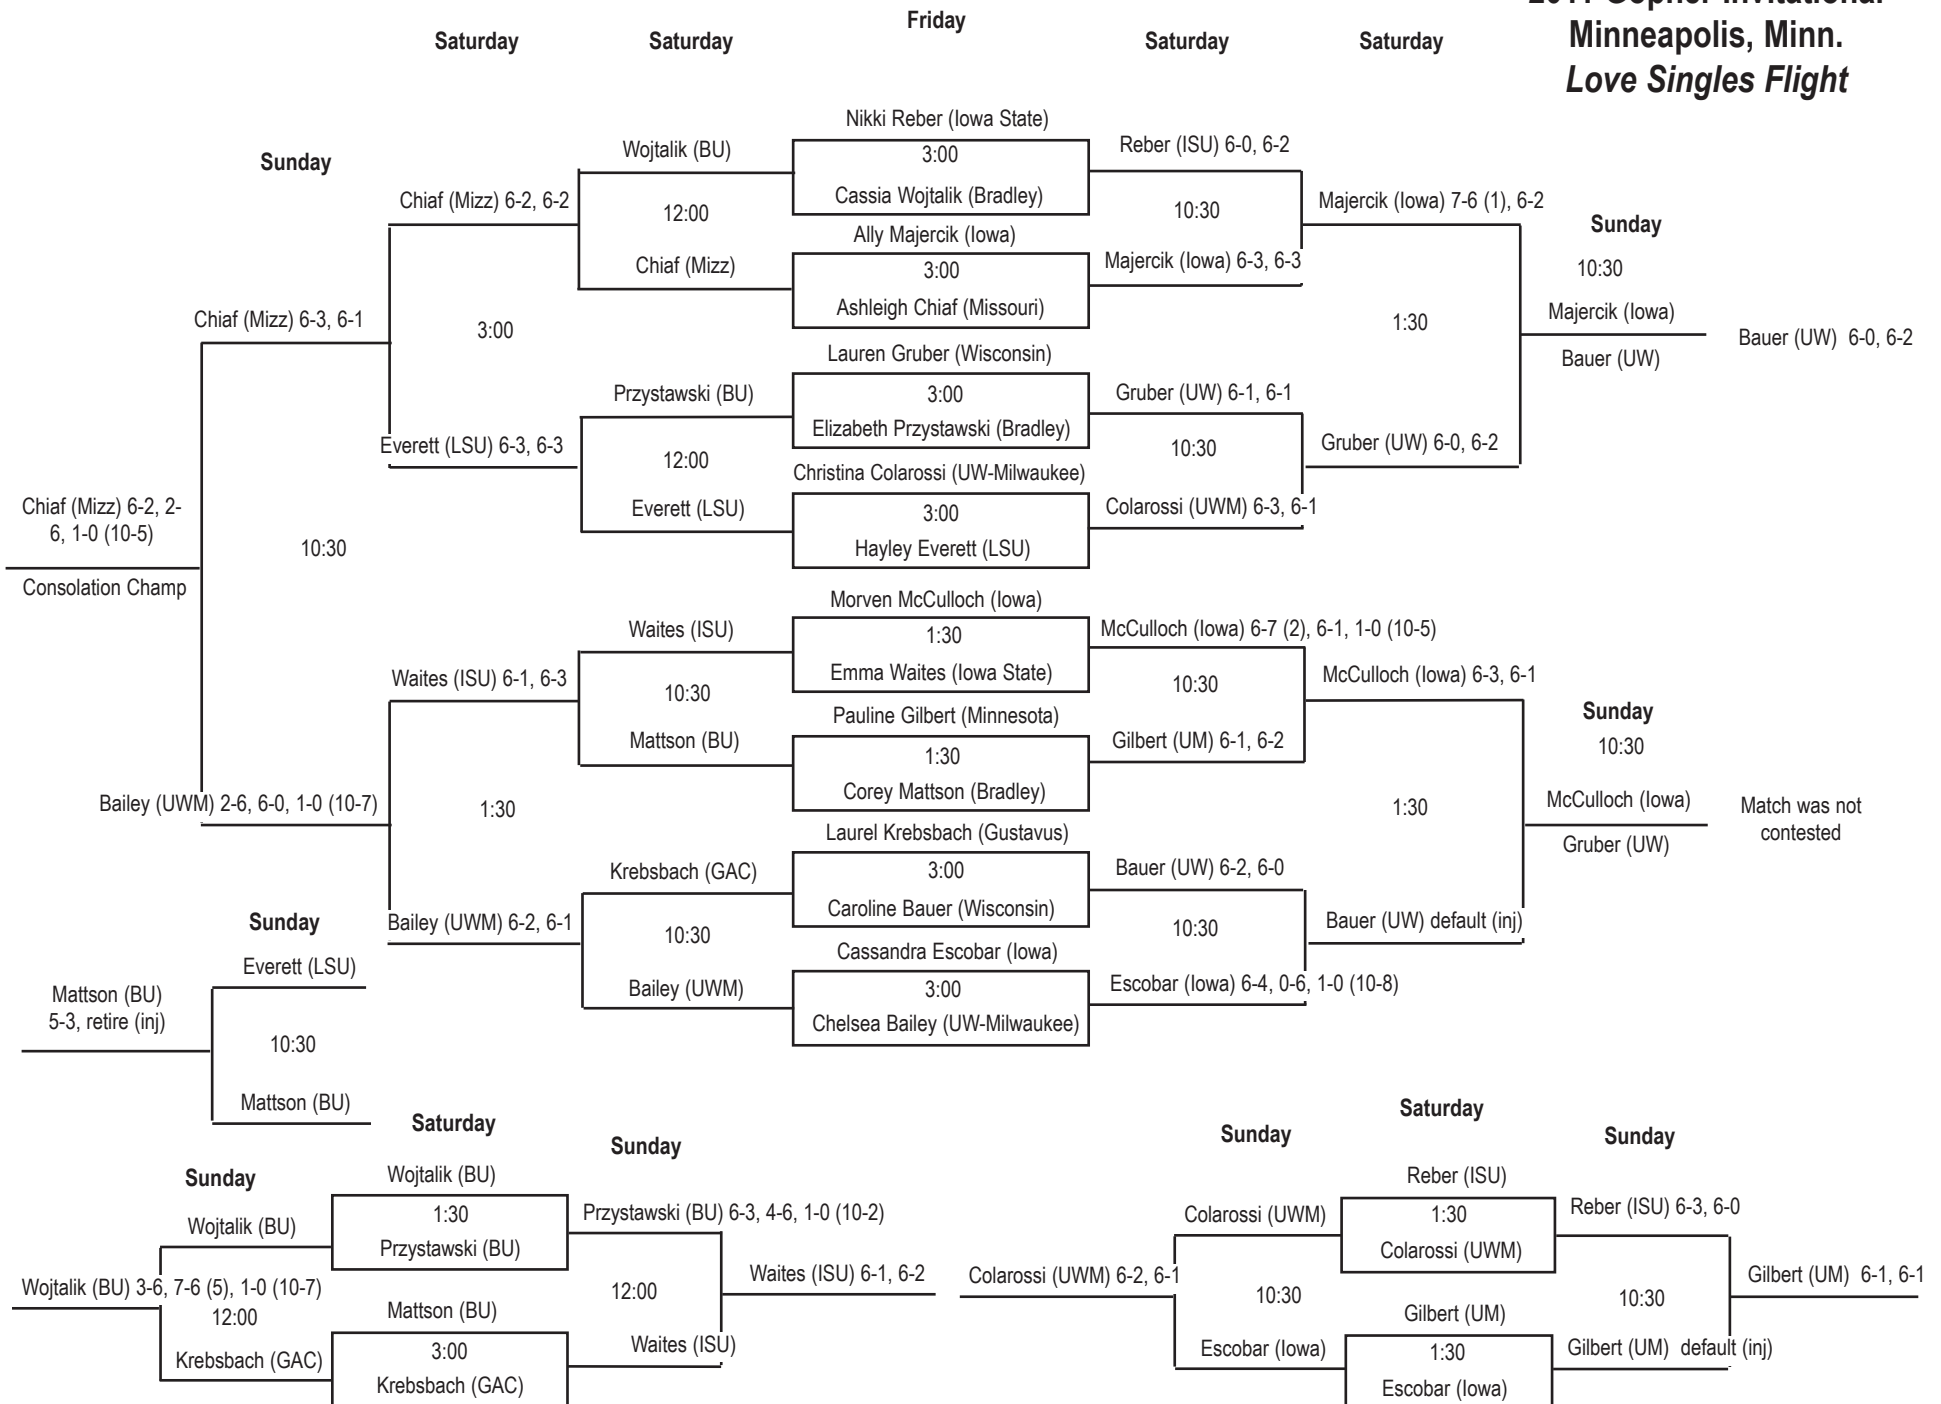 2011 Gopher Invitational
Minneapolis, Minn.
Love Singles Flight
Friday
Saturday
Saturday
Saturday
Saturday
Sunday
Sunday
10:30
Nikki Reber (Iowa State)
3:00
Cassia Wojtalik (Bradley)
Ally Majercik (Iowa)
3:00
Ashleigh Chiaf (Missouri)
Lauren Gruber (Wisconsin)
3:00
Elizabeth Przystawski (Bradley)
Christina Colarossi (UW-Milwaukee)
3:00
Hayley Everett (LSU)
Morven McCulloch (Iowa)
1:30
Emma Waites (Iowa State)
Pauline Gilbert (Minnesota)
1:30
Corey Mattson (Bradley)
Laurel Krebsbach (Gustavus)
3:00
Caroline Bauer (Wisconsin)
Cassandra Escobar (Iowa)
3:00
Chelsea Bailey (UW-Milwaukee)
Reber (ISU) 6-0, 6-2
10:30
Majercik (Iowa) 6-3, 6-3
Gruber (UW) 6-1, 6-1
10:30
Colarossi (UWM) 6-3, 6-1
McCulloch (Iowa) 6-7 (2), 6-1, 1-0 (10-5)
10:30
Gilbert (UM) 6-1, 6-2
Bauer (UW) 6-2, 6-0
10:30
Escobar (Iowa) 6-4, 0-6, 1-0 (10-8)
Majercik (Iowa) 7-6 (1), 6-2
1:30
Gruber (UW) 6-0, 6-2
McCulloch (Iowa) 6-3, 6-1
1:30
Bauer (UW) default (inj)
Majercik (Iowa)
Bauer (UW)
Bauer (UW) 6-0, 6-2
Sunday
10:30
McCulloch (Iowa)
Gruber (UW)
Match was not
contested
Wojtalik (BU)
12:00
Chiaf (Mizz)
Przystawski (BU)
12:00
Everett (LSU)
Waites (ISU)
10:30
Mattson (BU)
Krebsbach (GAC)
10:30
Bailey (UWM)
Chiaf (Mizz) 6-2, 6-2
3:00
Everett (LSU) 6-3, 6-3
Waites (ISU) 6-1, 6-3
1:30
Bailey (UWM) 6-2, 6-1
Chiaf (Mizz) 6-3, 6-1
10:30
Bailey (UWM) 2-6, 6-0, 1-0 (10-7)
Chiaf (Mizz) 6-2, 2-
6, 1-0 (10-5)
Consolation Champ
Sunday
Everett (LSU)
10:30
Mattson (BU)
Mattson (BU)
5-3, retire (inj)
Saturday
Sunday
Sunday
Wojtalik (BU)
1:30
Przystawski (BU)
Mattson (BU)
3:00
Krebsbach (GAC)
Wojtalik (BU)
Wojtalik (BU) 3-6, 7-6 (5), 1-0 (10-7)
12:00
Krebsbach (GAC)
Przystawski (BU) 6-3, 4-6, 1-0 (10-2)
12:00
Waites (ISU)
Waites (ISU) 6-1, 6-2
Saturday
Sunday
Sunday
Reber (ISU)
1:30
Colarossi (UWM)
Gilbert (UM)
1:30
Escobar (Iowa)
Colarossi (UWM)
Colarossi (UWM) 6-2, 6-1
10:30
Escobar (Iowa)
Reber (ISU) 6-3, 6-0
10:30
Gilbert (UM) default (inj)
Gilbert (UM) 6-1, 6-1